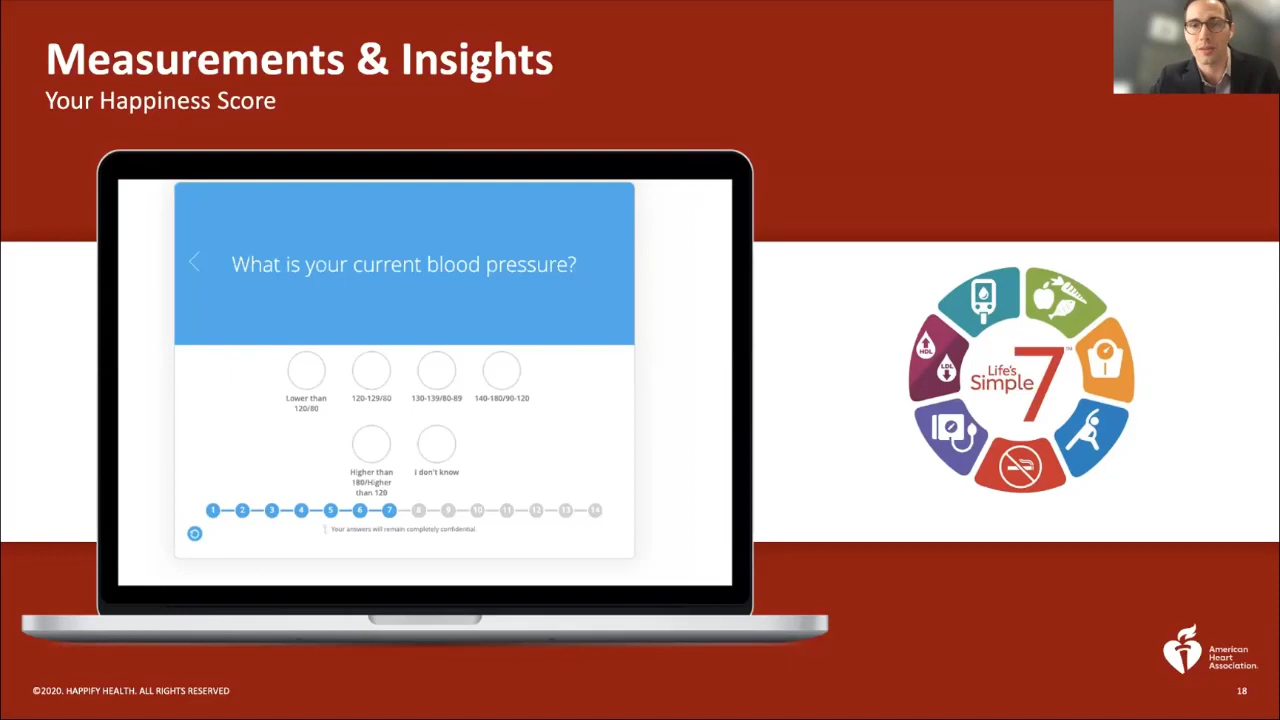 Measurements & Insights
Your Happiness Score
What is your current blood pressure?
Lower than
120/80
120-129/80
130-139/80-89
140-180/90-120
Higher than
180/Higher
than 120
I don't know
1 2 3 4 5 6 7 8 9 10 11 12 13 14
Your answers will remain completely confidential
HDL
LDL
Life's
Simple 7™
American
Heart
Association.
©2020. HAPPIFY HEALTH. ALL RIGHTS RESERVED
18